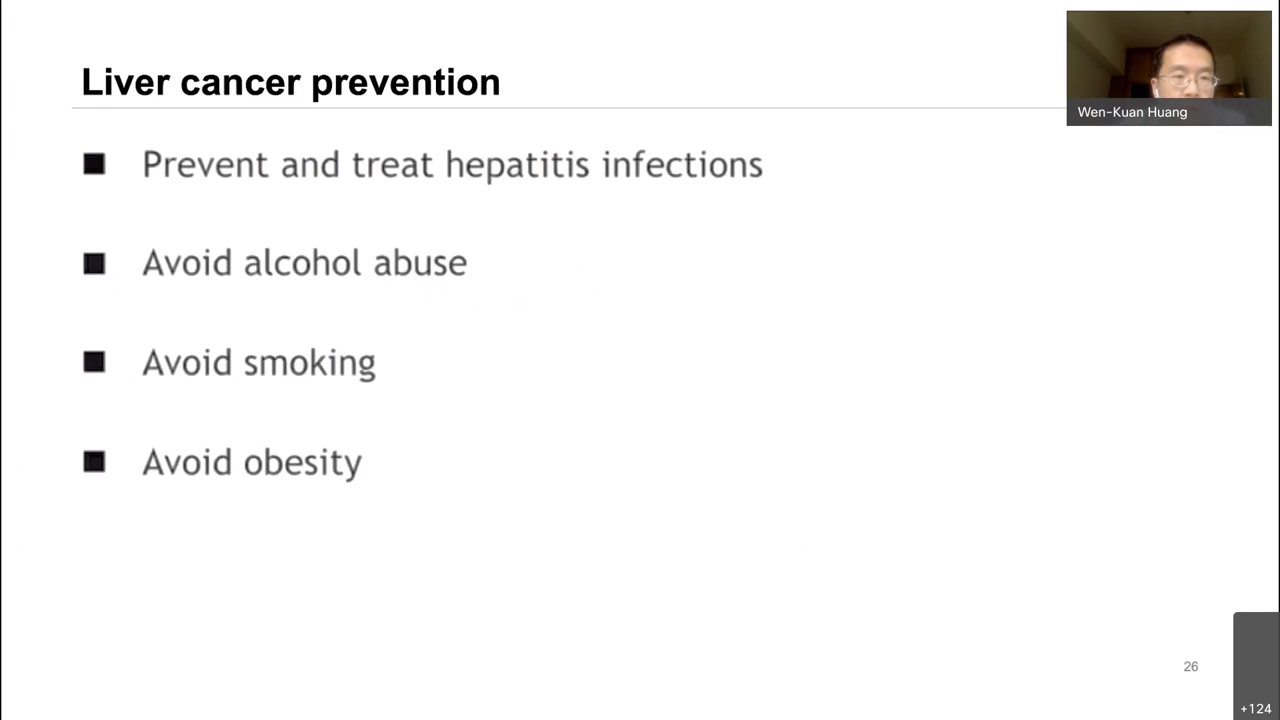 Liver cancer prevention
Wen-Kuan Huang
Prevent and treat hepatitis infections
Avoid alcohol abuse
Avoid smoking
Avoid obesity
26
+124